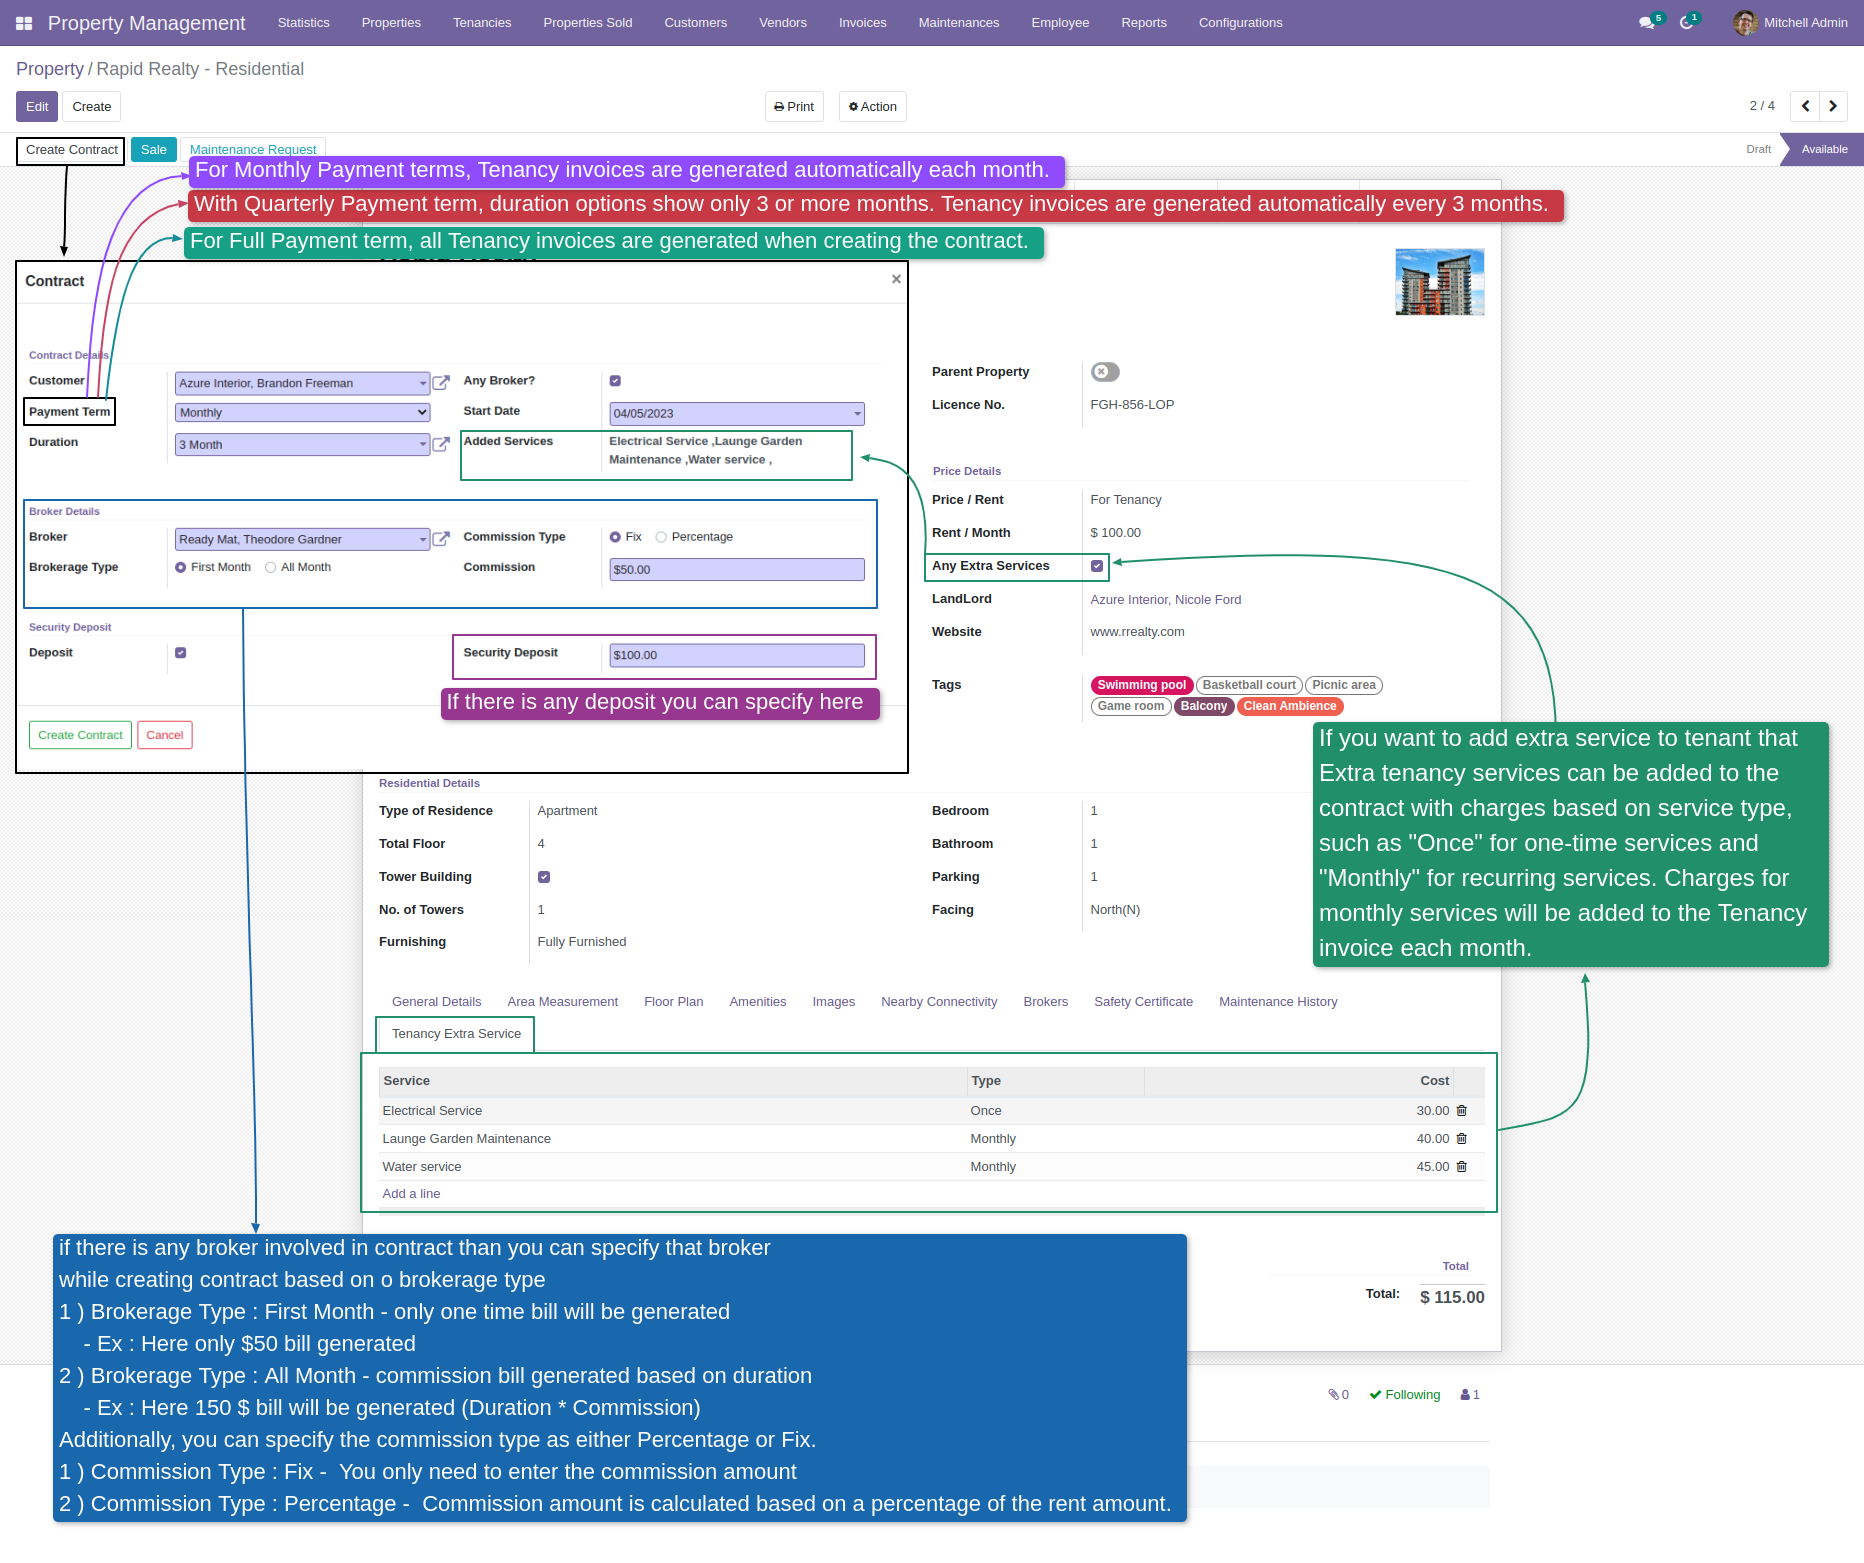 Property Management Statistics Properties Tenancies Properties Sold Customers Vendors Invoices Maintenances Employee Reports Configurations 5 1 Mitchell Admin
Property / Rapid Realty - Residential
Edit Create Print Action 2 / 4
Create Contract Sale Maintenance Request Draft Available
For Monthly Payment terms, Tenancy invoices are generated automatically each month.
With Quarterly Payment term, duration options show only 3 or more months. Tenancy invoices are generated automatically every 3 months.
For Full Payment term, all Tenancy invoices are generated when creating the contract.
Contract ×
Contract Details
Customer Azure Interior, Brandon Freeman Any Broker?
Payment Term Monthly Start Date 04/05/2023
Duration 3 Month Added Services Electrical Service ,Launge Garden
Maintenance ,Water service ,
Broker Details
Broker Ready Mat, Theodore Gardner Commission Type Fix Percentage
Brokerage Type First Month All Month Commission $50.00
Security Deposit
Deposit Security Deposit $100.00
If there is any deposit you can specify here
Create Contract Cancel
Parent Property
Licence No. FGH-856-LOP
Price Details
Price / Rent For Tenancy
Rent / Month $ 100.00
Any Extra Services
LandLord Azure Interior, Nicole Ford
Website www.rrealty.com
Tags Swimming pool Basketball court Picnic area
Game room Balcony Clean Ambience
If you want to add extra service to tenant that
Extra tenancy services can be added to the
contract with charges based on service type,
such as "Once" for one-time services and
"Monthly" for recurring services. Charges for
monthly services will be added to the Tenancy
invoice each month.
Residential Details
Type of Residence Apartment Bedroom 1
Total Floor 4 Bathroom 1
Tower Building Parking 1
No. of Towers 1 Facing North(N)
Furnishing Fully Furnished
General Details Area Measurement Floor Plan Amenities Images Nearby Connectivity Brokers Safety Certificate Maintenance History
Tenancy Extra Service
Service Type Cost
Electrical Service Once 30.00
Launge Garden Maintenance Monthly 40.00
Water service Monthly 45.00
Add a line
Total
Total: $ 115.00
if there is any broker involved in contract than you can specify that broker
while creating contract based on o brokerage type
1 ) Brokerage Type : First Month - only one time bill will be generated
- Ex : Here only $50 bill generated
2 ) Brokerage Type : All Month - commission bill generated based on duration
- Ex : Here 150 $ bill will be generated (Duration * Commission)
Additionally, you can specify the commission type as either Percentage or Fix.
1 ) Commission Type : Fix - You only need to enter the commission amount
2 ) Commission Type : Percentage - Commission amount is calculated based on a percentage of the rent amount.
0 Following 1